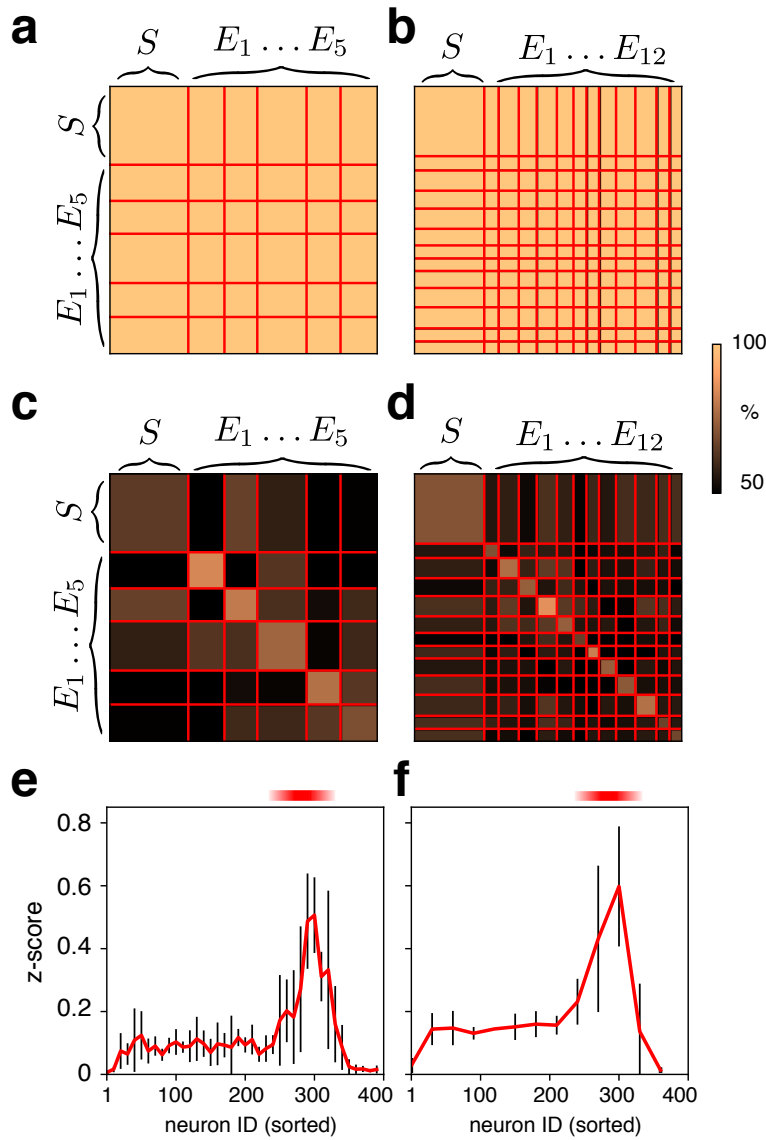 a
S
E₁ … E₅
S
E₁ … E₅
b
S
E₁ … E₁₂
100
%
50
c
S
E₁ … E₅
S
E₁ … E₅
d
S
E₁ … E₁₂
e
z-score
0.8
0.6
0.4
0.2
0
1 100 200 300 400
neuron ID (sorted)
f
1 100 200 300 400
neuron ID (sorted)